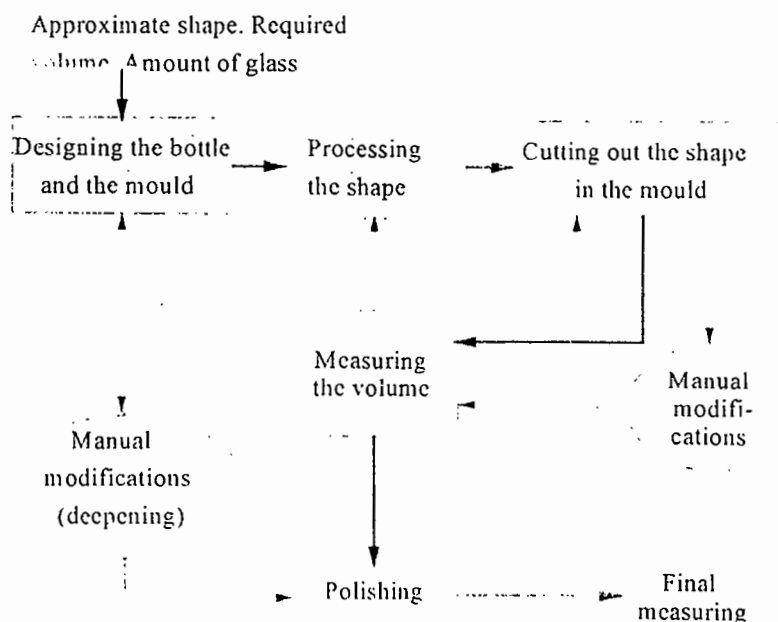 Approximate shape. Required
volume. Amount of glass
Designing the bottle
and the mould
Processing
the shape
Cutting out the shape
in the mould
Measuring
the volume
Manual
modifi-
cations
Manual
modifications
(deepening)
Polishing
Final
measuring